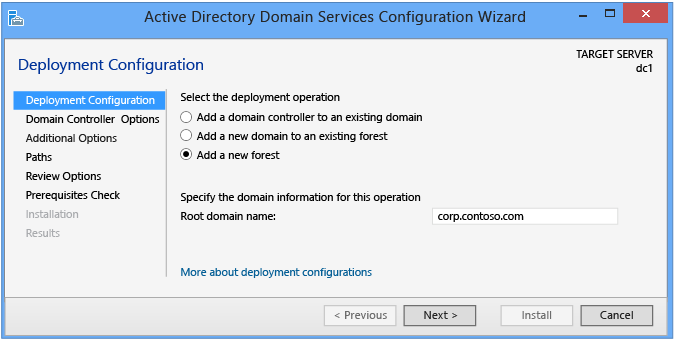 Active Directory Domain Services Configuration Wizard
Deployment Configuration
TARGET SERVER
dc1
Deployment Configuration
Domain Controller Options
Additional Options
Paths
Review Options
Prerequisites Check
Installation
Results
Select the deployment operation
Add a domain controller to an existing domain
Add a new domain to an existing forest
Add a new forest
Specify the domain information for this operation
Root domain name: corp.contoso.com
More about deployment configurations
< Previous Next > Install Cancel